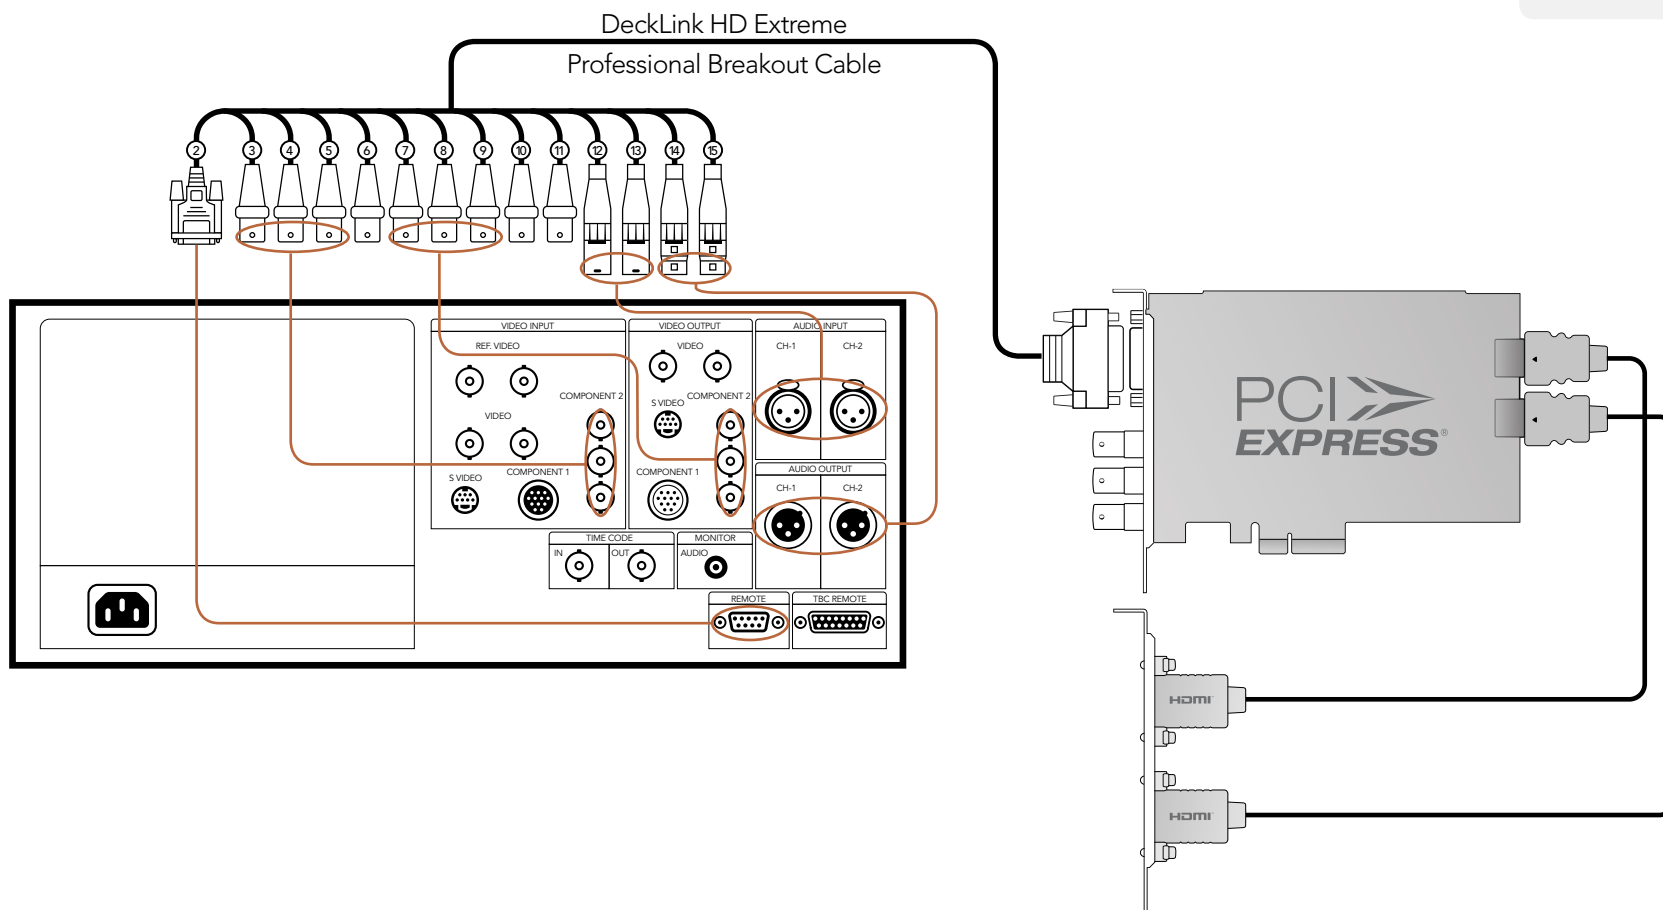 DeckLink HD Extreme
Professional Breakout Cable
2 3 4 5 6 7 8 9 10 11 12 13 14 15
VIDEO INPUT
REF. VIDEO
VIDEO
COMPONENT 2
S VIDEO
COMPONENT 1
VIDEO OUTPUT
VIDEO
S VIDEO
COMPONENT 2
COMPONENT 1
AUDIO INPUT
CH-1 CH-2
AUDIO OUTPUT
CH-1 CH-2
TIME CODE
IN OUT
MONITOR
AUDIO
REMOTE
TBC REMOTE
PCI
EXPRESS®
HDMI
HDMI